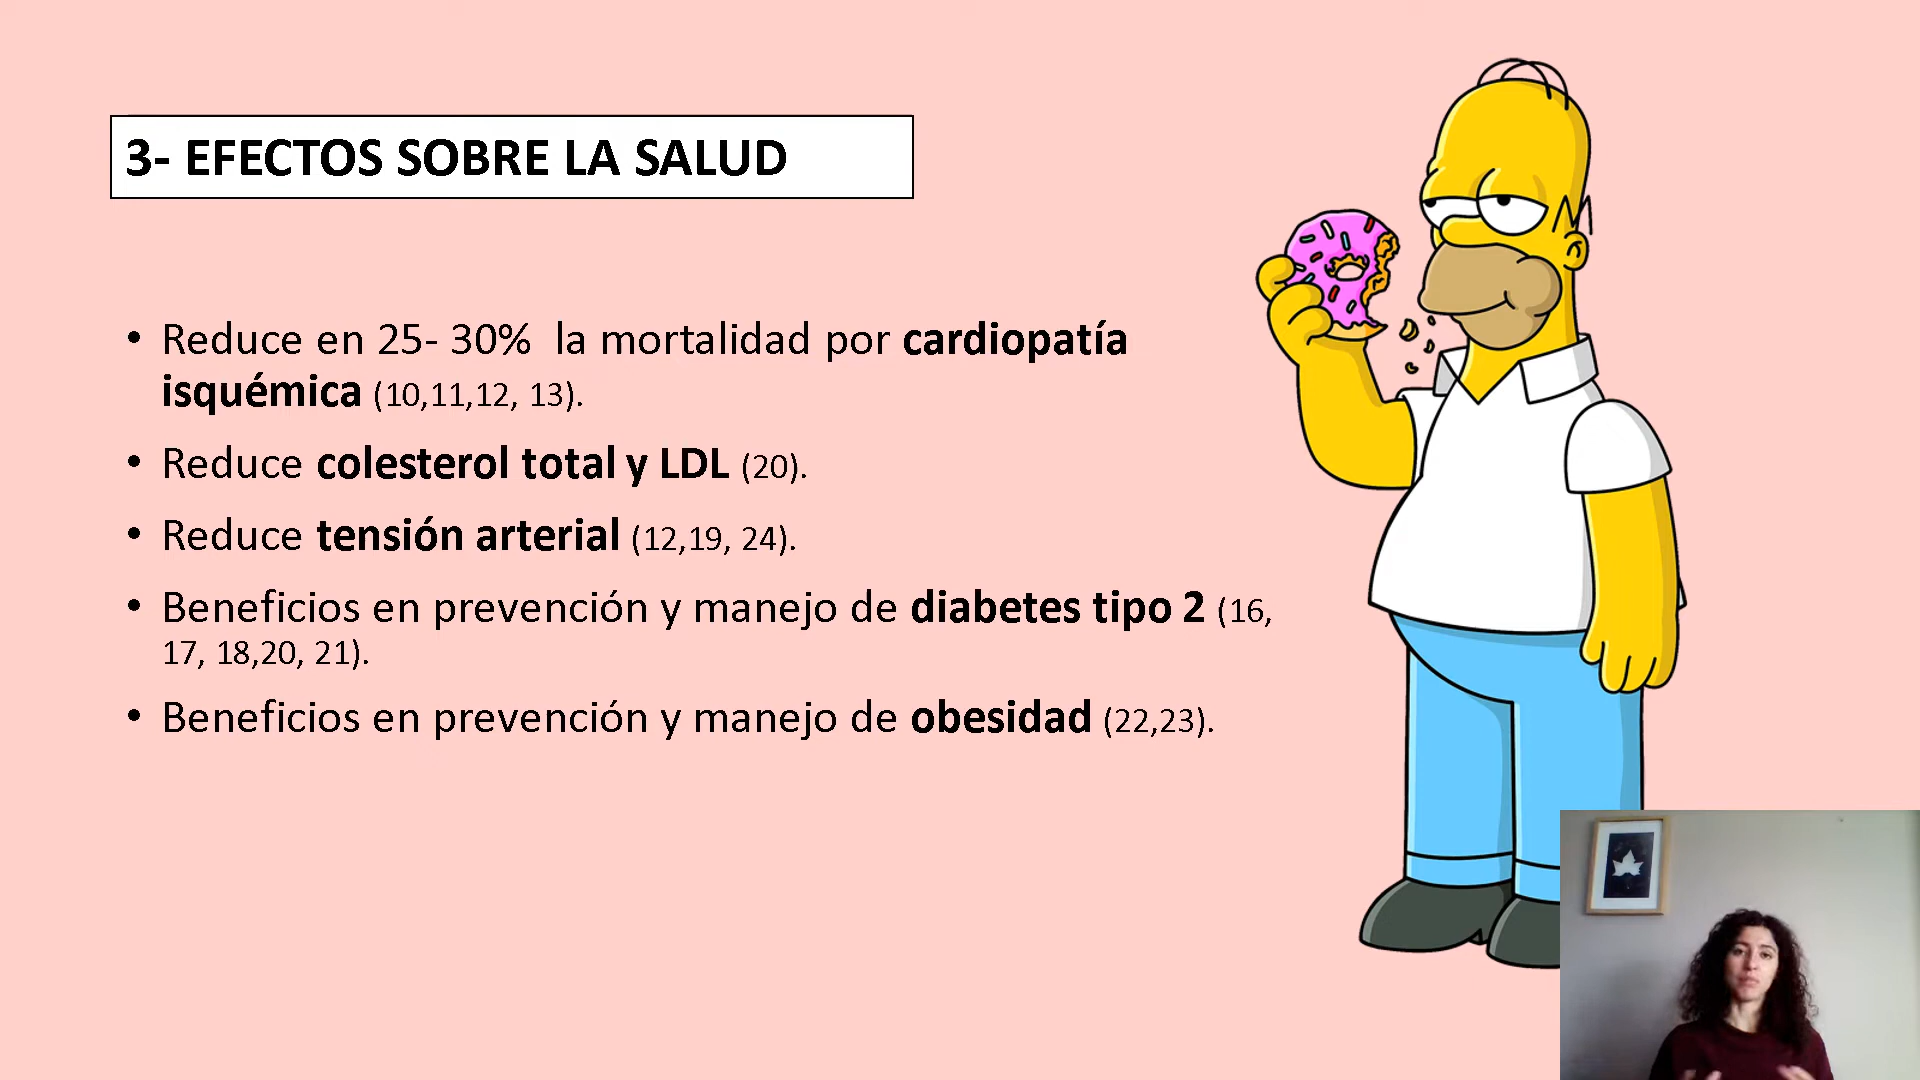 3- EFECTOS SOBRE LA SALUD
• Reduce en 25- 30%  la mortalidad por cardiopatía
isquémica (10,11,12, 13).
• Reduce colesterol total y LDL (20).
• Reduce tensión arterial (12,19, 24).
• Beneficios en prevención y manejo de diabetes tipo 2 (16,
17, 18,20, 21).
• Beneficios en prevención y manejo de obesidad (22,23).